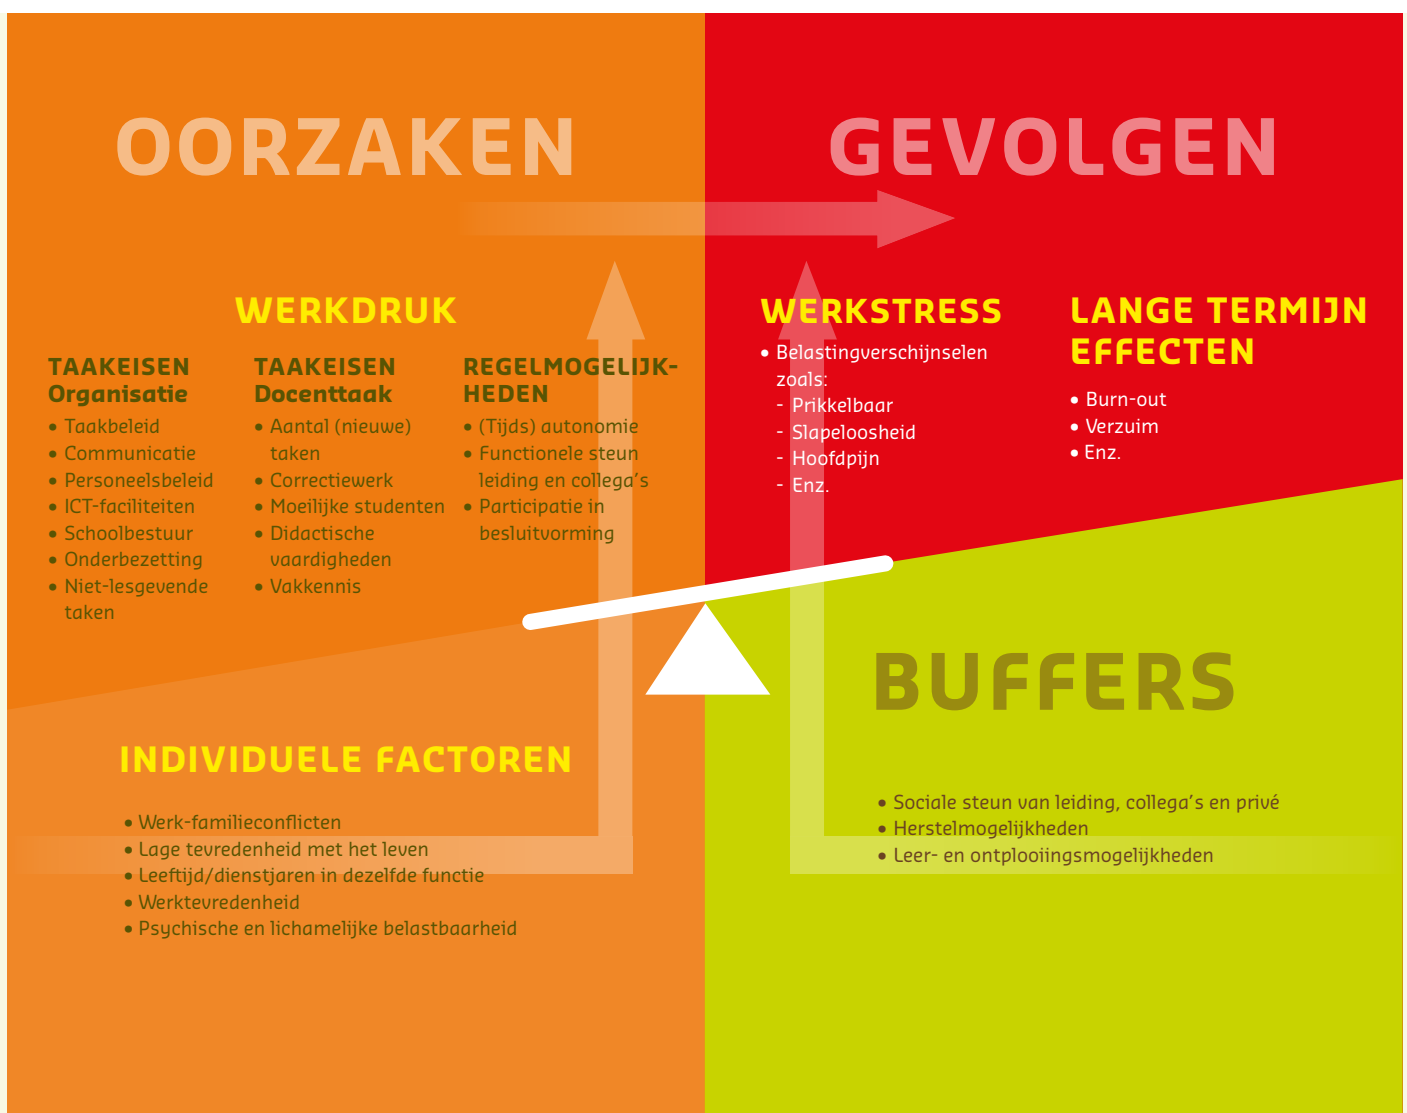 OORZAKEN
WERKDRUK
TAAKEISEN
Organisatie
• Taakbeleid
• Communicatie
• Personeelsbeleid
• ICT-faciliteiten
• Schoolbestuur
• Onderbezetting
• Niet-lesgevende
taken
TAAKEISEN
Docenttaak
• Aantal (nieuwe)
taken
• Correctiewerk
• Moeilijke studenten
• Didactische
vaardigheden
• Vakkennis
REGELMOGELIJK-
HEDEN
• (Tijds) autonomie
• Functionele steun
leiding en collega's
• Participatie in
besluitvorming
GEVOLGEN
WERKSTRESS
• Belastingverschijnselen
zoals:
- Prikkelbaar
- Slapeloosheid
- Hoofdpijn
- Enz.
LANGE TERMIJN
EFFECTEN
• Burn-out
• Verzuim
• Enz.
INDIVIDUELE FACTOREN
• Werk-familieconflicten
• Lage tevredenheid met het leven
• Leeftijd/dienstjaren in dezelfde functie
• Werktevredenheid
• Psychische en lichamelijke belastbaarheid
BUFFERS
• Sociale steun van leiding, collega's en privé
• Herstelmogelijkheden
• Leer- en ontplooiingsmogelijkheden